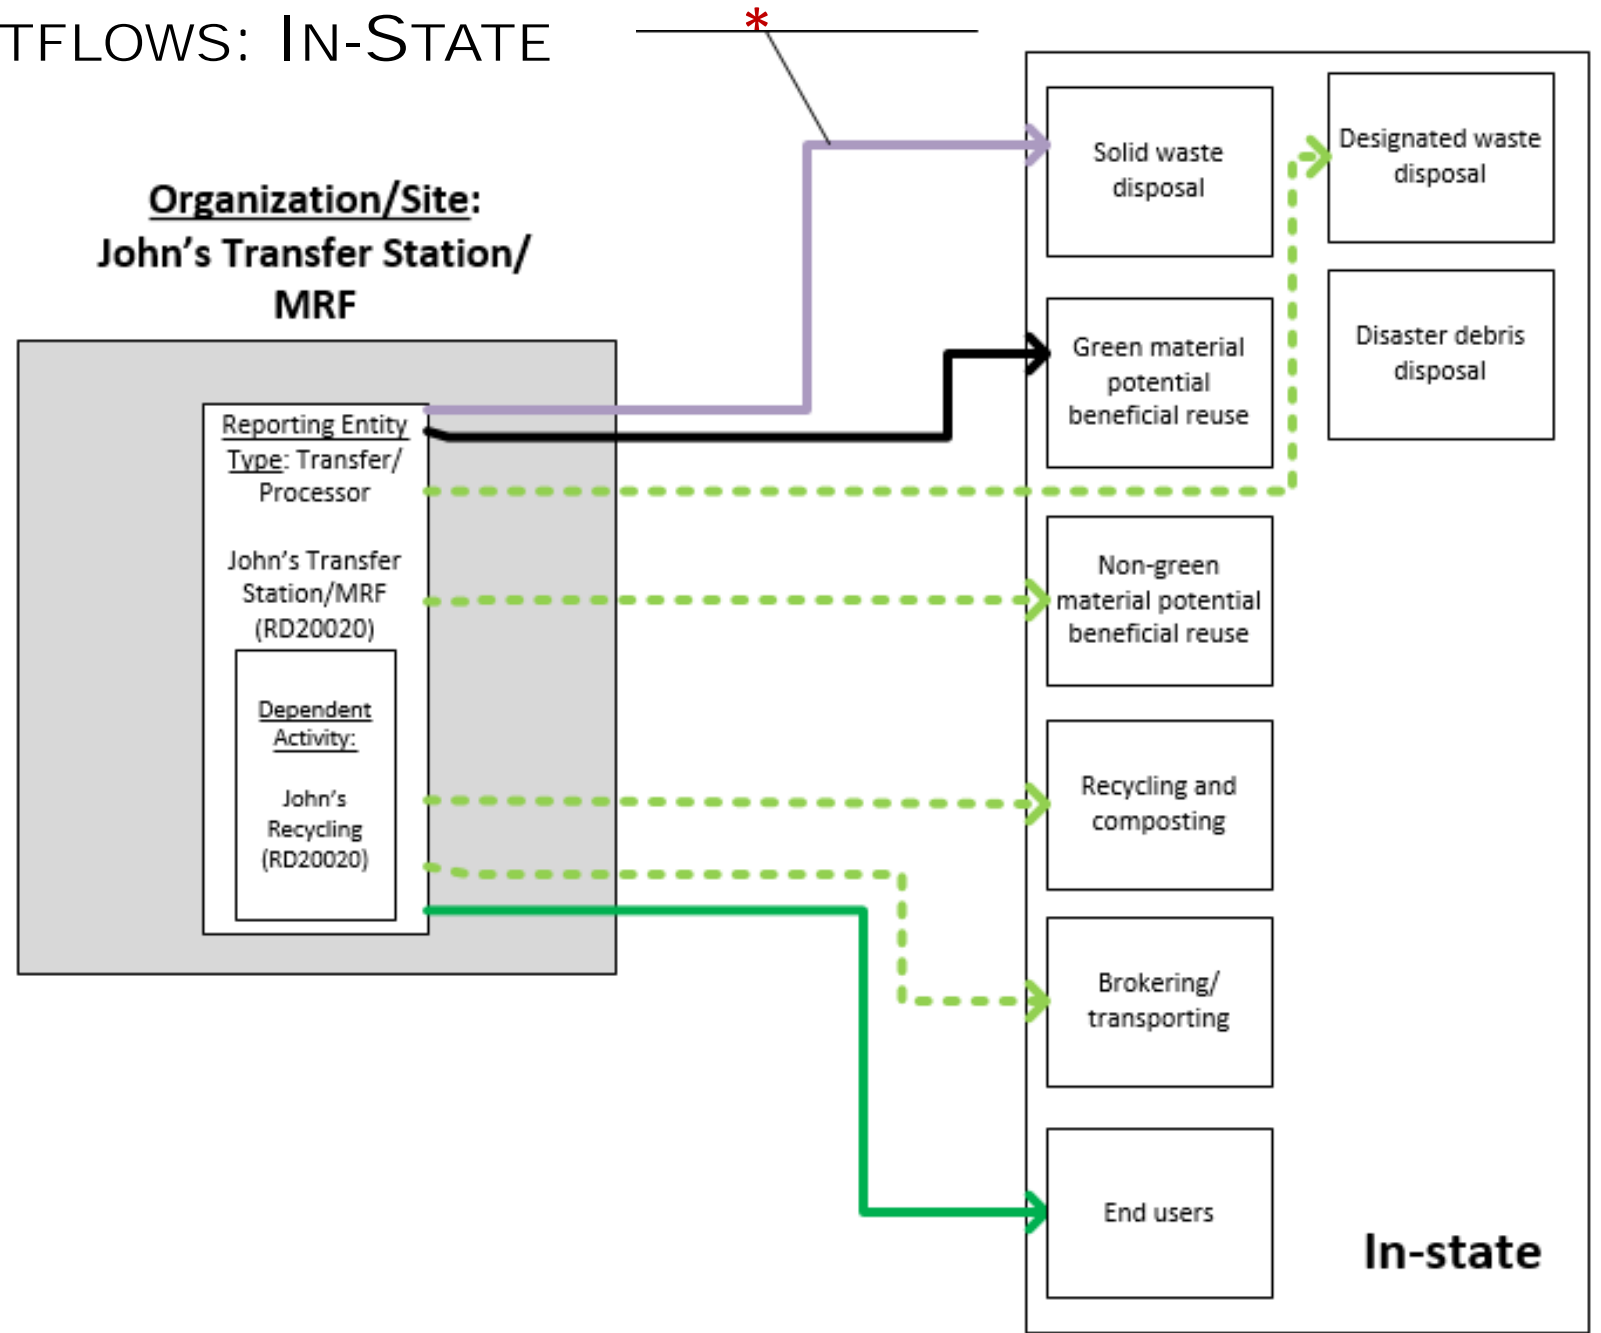 TFLOWS: IN-STATE
*
Organization/Site:
John's Transfer Station/
MRF
Reporting Entity
Type: Transfer/
Processor
John's Transfer
Station/MRF
(RD20020)
Dependent
Activity:
John's
Recycling
(RD20020)
Solid waste
disposal
Designated waste
disposal
Green material
potential
beneficial reuse
Disaster debris
disposal
Non-green
material potential
beneficial reuse
Recycling and
composting
Brokering/
transporting
End users
In-state